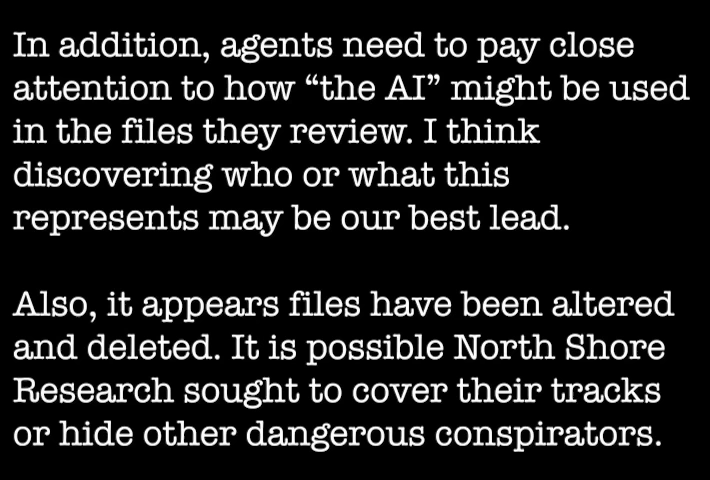 In addition, agents need to pay close
attention to how “the AI” might be used
in the files they review. I think
discovering who or what this
represents may be our best lead.
Also, it appears files have been altered
and deleted. It is possible North Shore
Research sought to cover their tracks
or hide other dangerous conspirators.